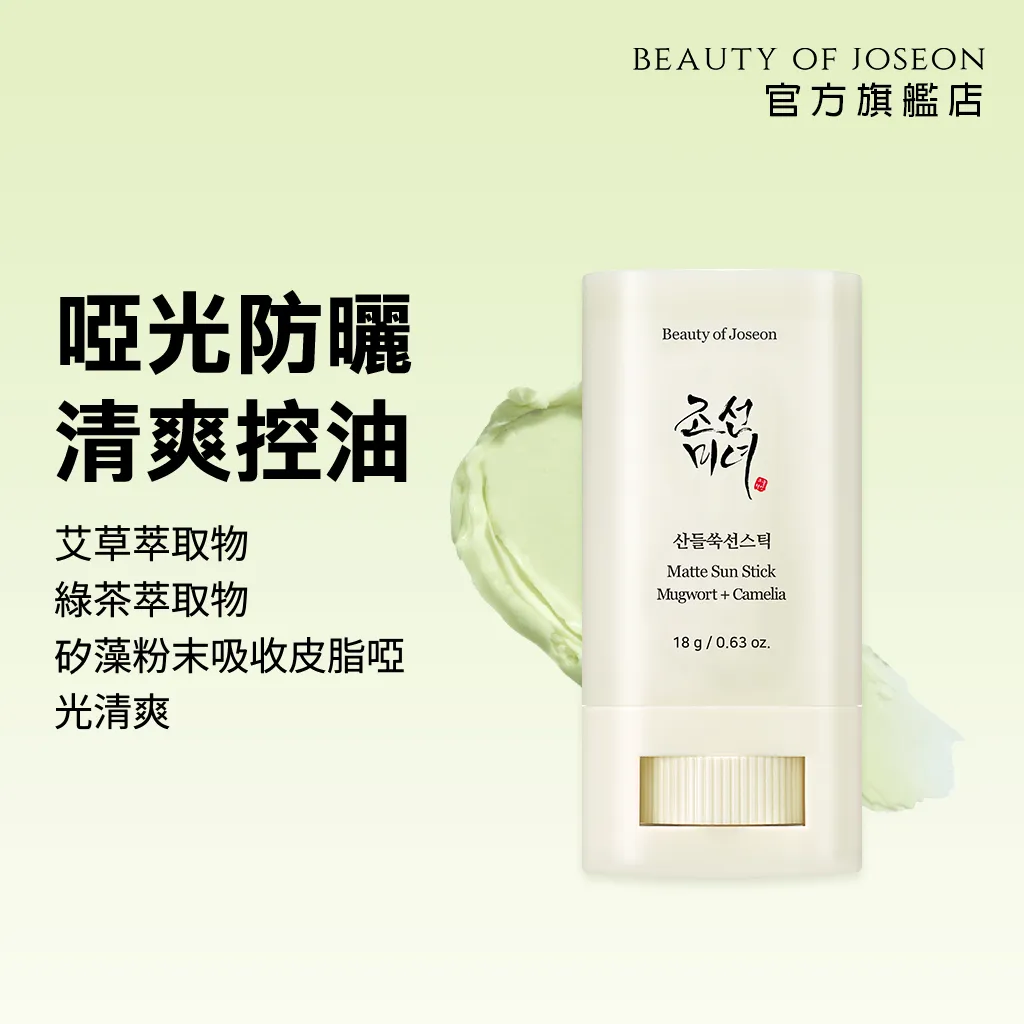 BEAUTY OF JOSEON
官方旗艦店
啞光防曬
清爽控油
艾草萃取物
綠茶萃取物
矽藻粉末吸收皮脂啞
光清爽
Beauty of Joseon
조선
미녀
산들쑥선스틱
Matte Sun Stick
Mugwort + Camelia
18 g / 0.63 oz.